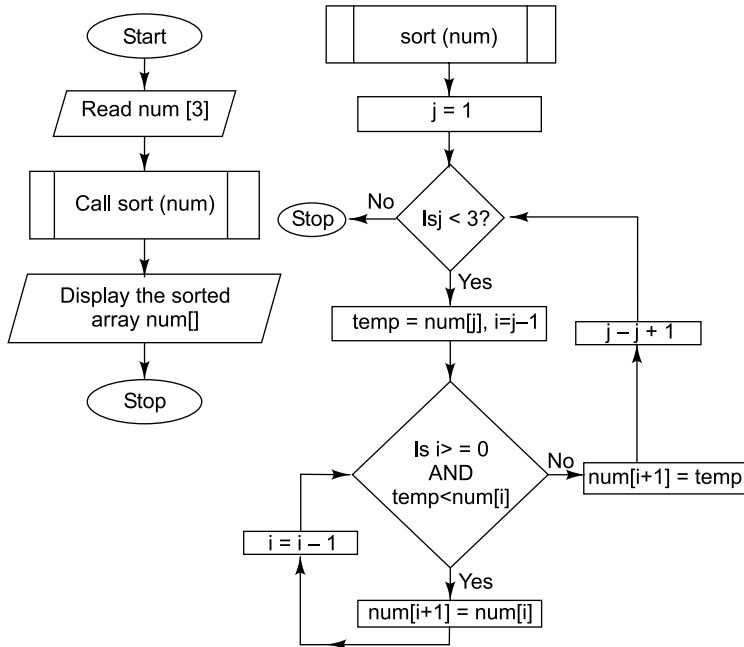 Start
Read num [3]
Call sort (num)
Display the sorted
array num[]
Stop
sort (num)
j = 1
Isj < 3?
No
Stop
Yes
temp = num[j], i=j–1
j – j + 1
Is i> = 0
AND
temp<num[i]
No
num[i+1] = temp
i = i – 1
Yes
num[i+1] = num[i]